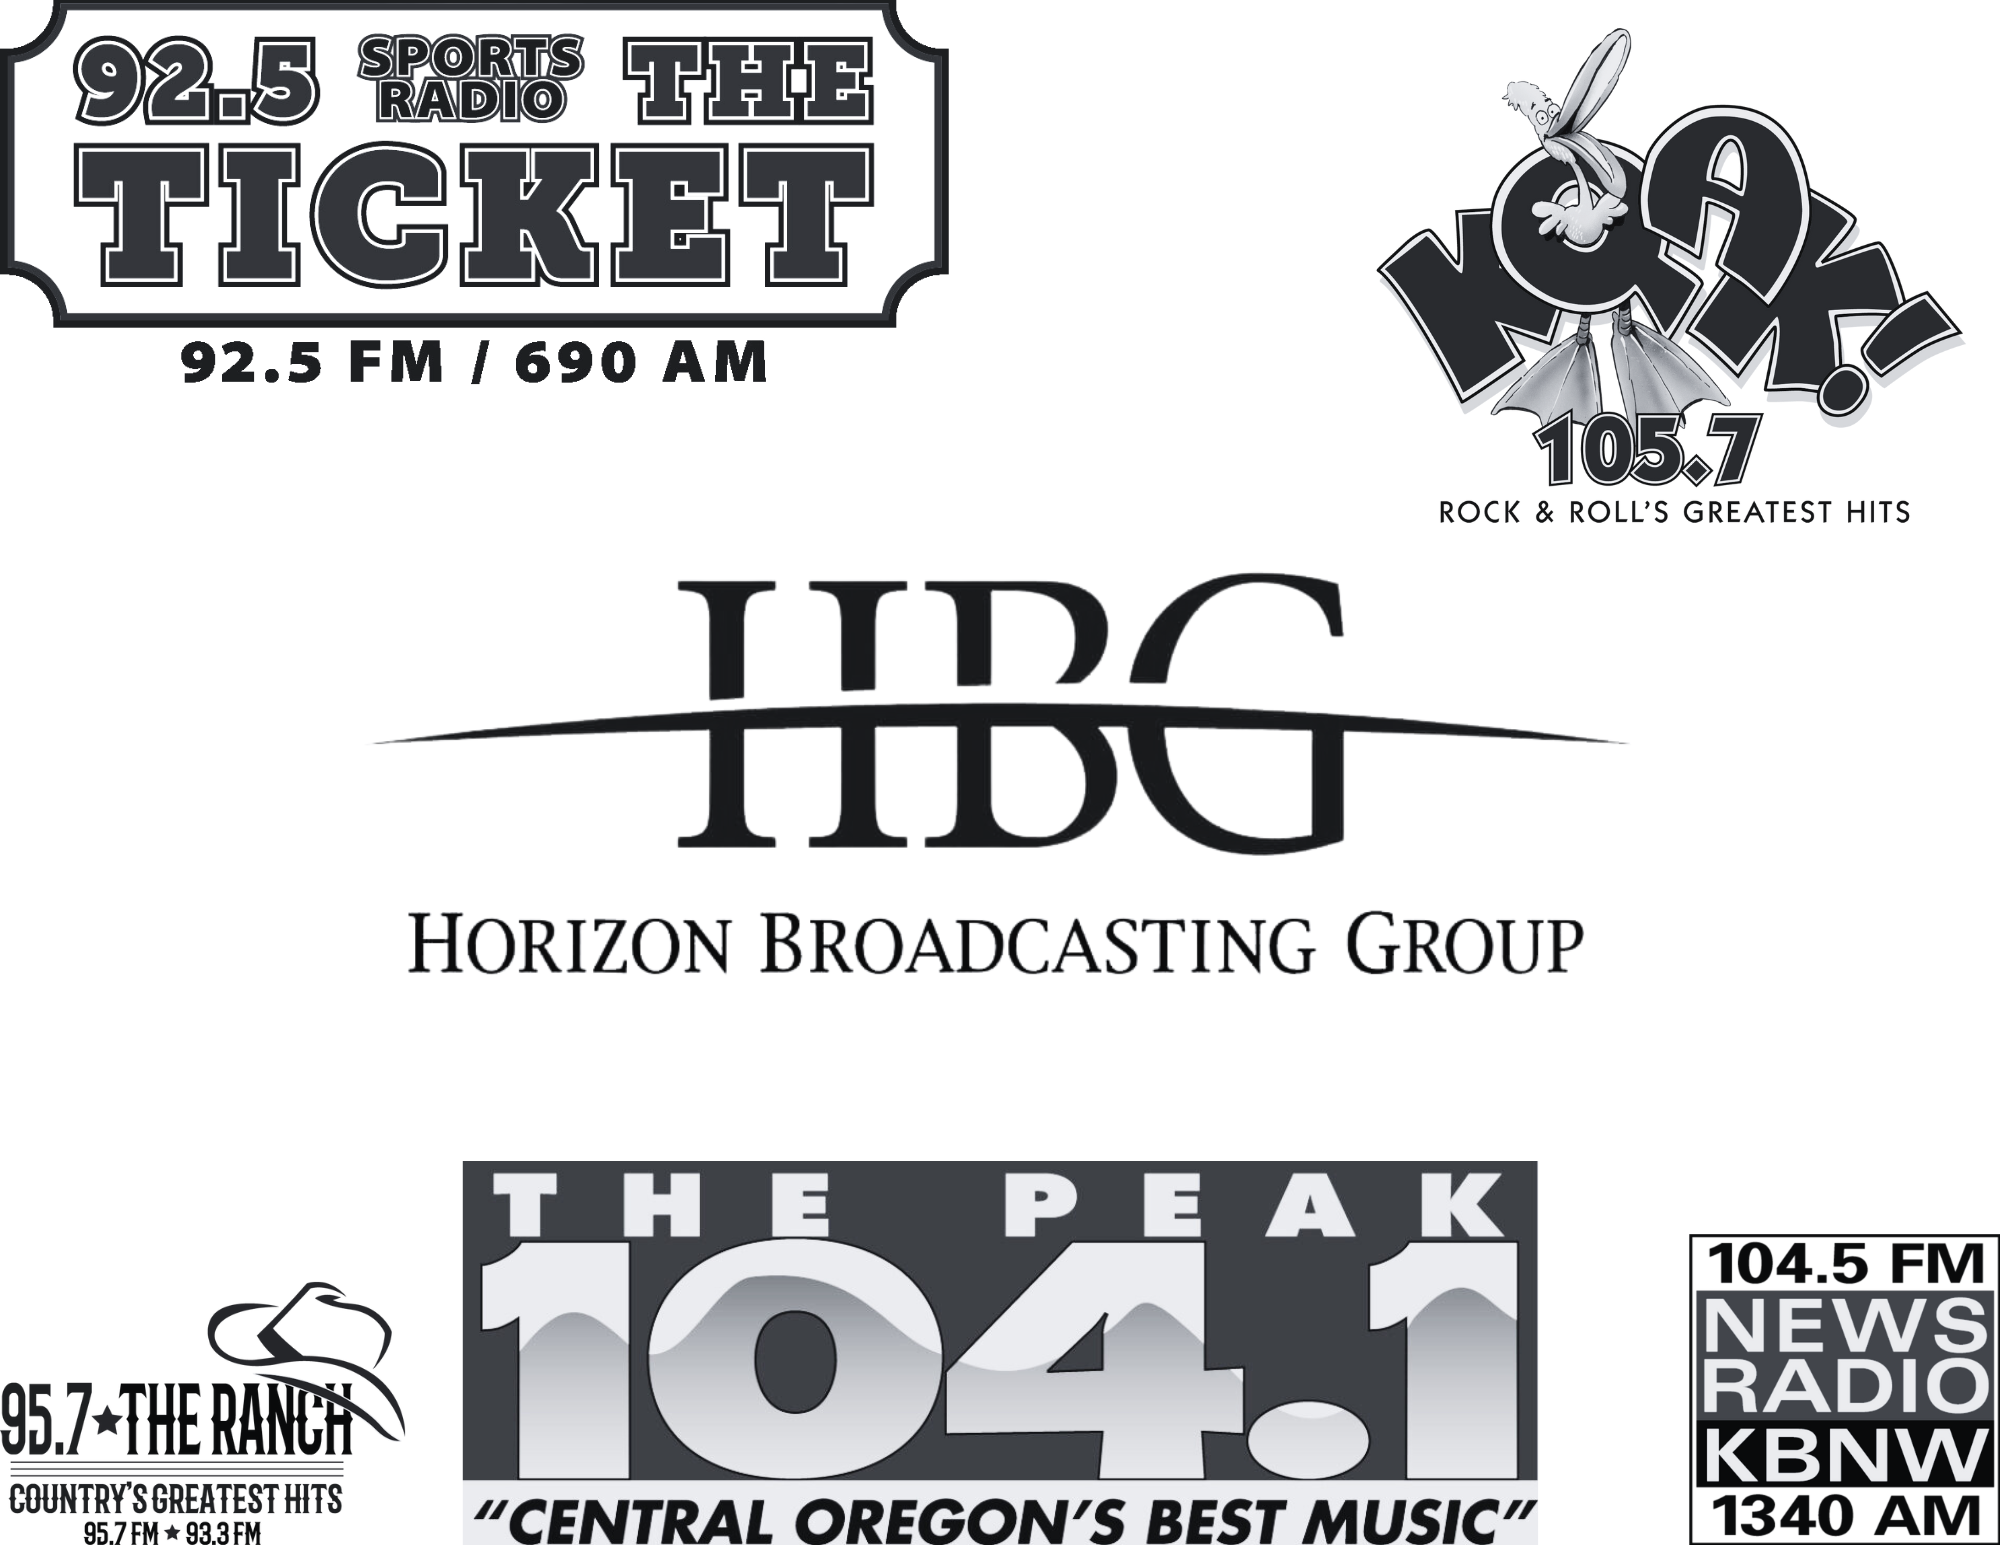 92.5 SPORTS RADIO THE
TICKET
92.5 FM / 690 AM
KQAK!
105.7
ROCK & ROLL'S GREATEST HITS
HBG
HORIZON BROADCASTING GROUP
95.7★THE RANCH
COUNTRY'S GREATEST HITS
95.7 FM ★ 93.3 FM
THE PEAK
104.1
"CENTRAL OREGON'S BEST MUSIC"
104.5 FM
NEWS
RADIO
KBNW
1340 AM